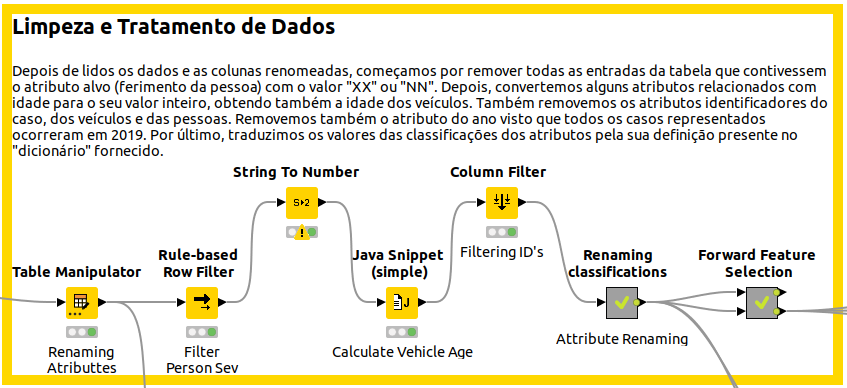 Limpeza e Tratamento de Dados
Depois de lidos os dados e as colunas renomeadas, começamos por remover todas as entradas da tabela que contivessem
o atributo alvo (ferimento da pessoa) com o valor "XX" ou "NN". Depois, convertemos alguns atributos relacionados com
idade para o seu valor inteiro, obtendo também a idade dos veículos. Também removemos os atributos identificadores do
caso, dos veículos e das pessoas. Removemos também o atributo do ano visto que todos os casos representados
ocorreram em 2019. Por último, traduzimos os valores das classificações dos atributos pela sua definição presente no
"dicionário" fornecido.
String To Number
S▸2
Column Filter
Filtering ID's
Table Manipulator
Renaming
Atributtes
Rule-based
Row Filter
Filter
Person Sev
Java Snippet
(simple)
J
Calculate Vehicle Age
Renaming
classifications
Attribute Renaming
Forward Feature
Selection